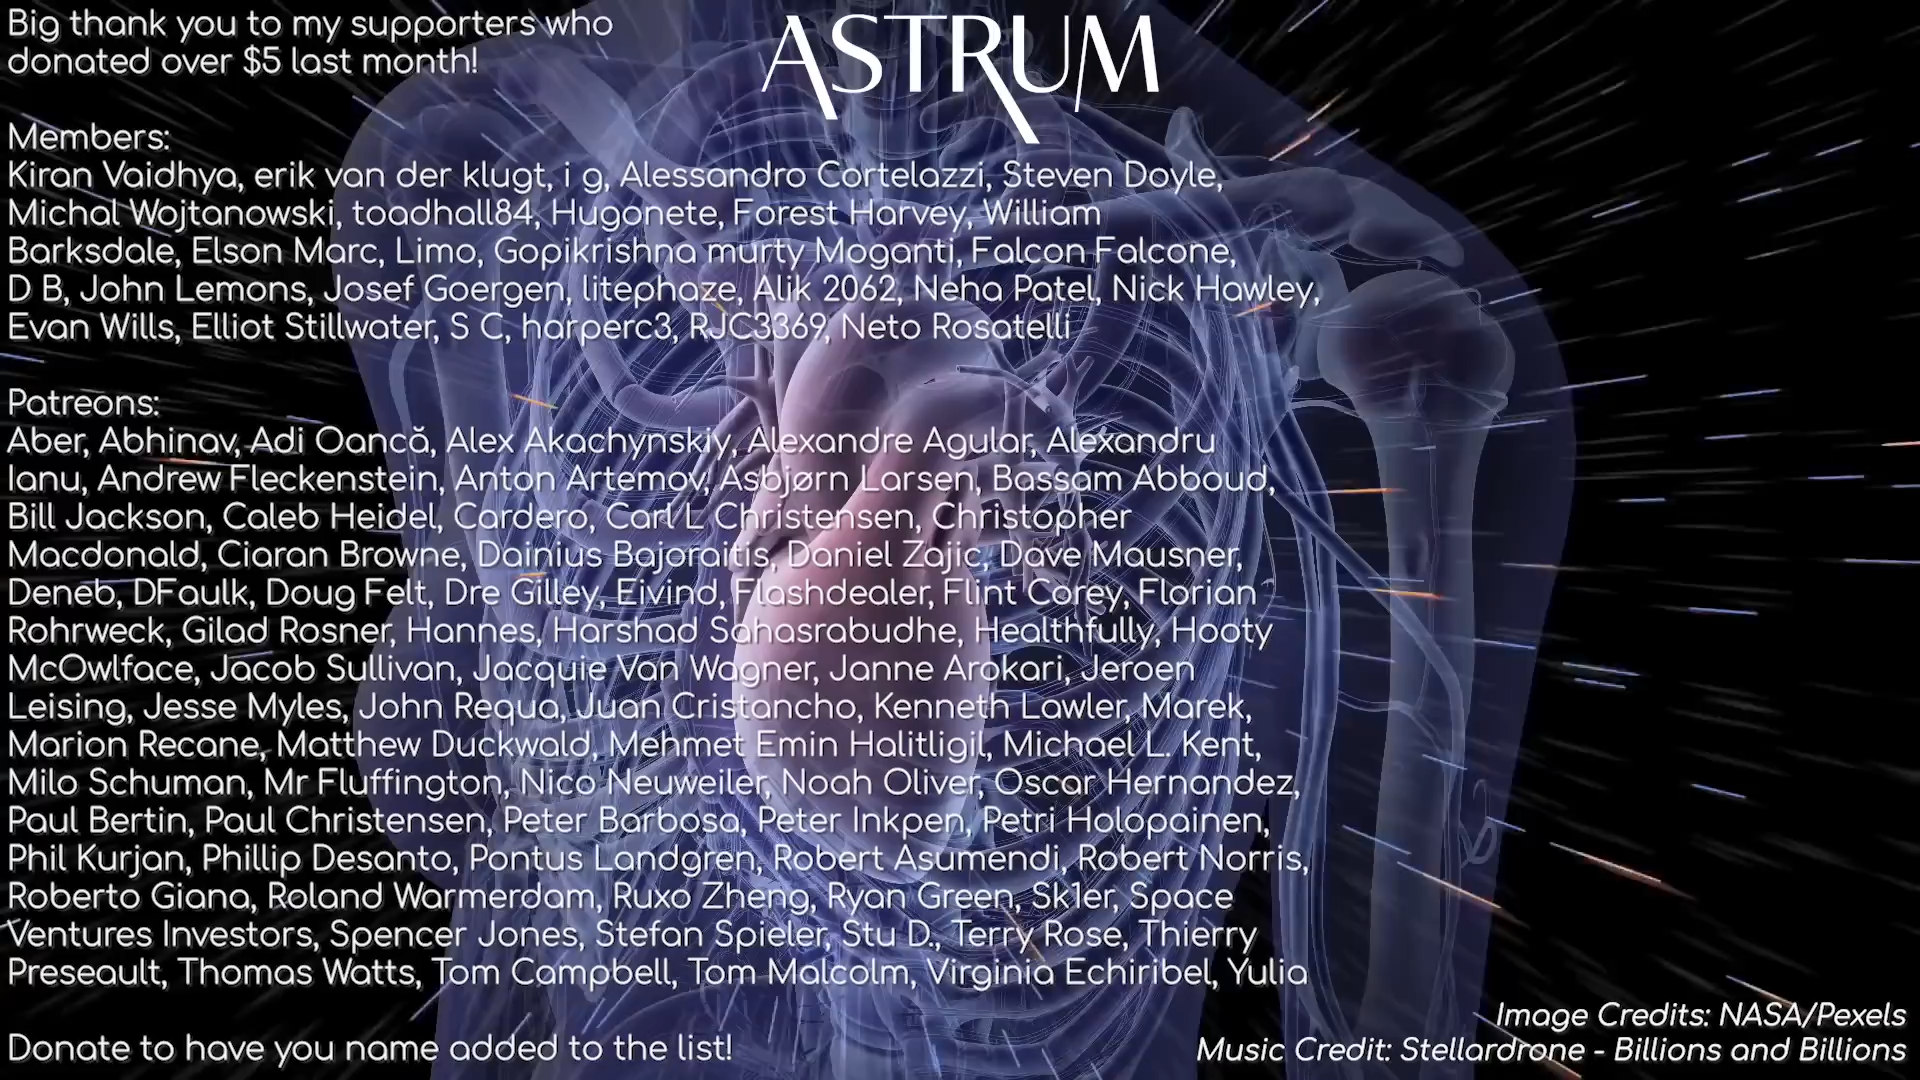 Big thank you to my supporters who
donated over $5 last month!
ASTRUM
Members:
Kiran Vaidhya, erik van der klugt, i g, Alessandro Cortelazzi, Steven Doyle,
Michal Wojtanowski, toadhall84, Hugonete, Forest Harvey, William
Barksdale, Elson Marc, Limo, Gopikrishna murty Moganti, Falcon Falcone,
D B, John Lemons, Josef Goergen, litephaze, Alik 2062, Neha Patel, Nick Hawley,
Evan Wills, Elliot Stillwater, S C, harperc3, RJC3369, Neto Rosatelli
Patreons:
Aber, Abhinav, Adi Oancă, Alex Akachynskiy, Alexandre Agular, Alexandru
Ianu, Andrew Fleckenstein, Anton Artemov, Asbjørn Larsen, Bassam Abboud,
Bill Jackson, Caleb Heidel, Cardero, Carl L Christensen, Christopher
Macdonald, Ciaran Browne, Dainius Bajoraitis, Daniel Zajic, Dave Mausner,
Deneb, DFaulk, Doug Felt, Dre Gilley, Eivind, Flashdealer, Flint Corey, Florian
Rohrweck, Gilad Rosner, Hannes, Harshad Sahasrabudhe, Healthfully, Hooty
McOwlface, Jacob Sullivan, Jacquie Van Wagner, Janne Arokari, Jeroen
Leising, Jesse Myles, John Requa, Juan Cristancho, Kenneth Lawler, Marek,
Marion Recane, Matthew Duckwald, Mehmet Emin Halitligil, Michael L. Kent,
Milo Schuman, Mr Fluffington, Nico Neuweiler, Noah Oliver, Oscar Hernandez,
Paul Bertin, Paul Christensen, Peter Barbosa, Peter Inkpen, Petri Holopainen,
Phil Kurjan, Phillip Desanto, Pontus Landgren, Robert Asumendi, Robert Norris,
Roberto Giana, Roland Warmerdam, Ruxo Zheng, Ryan Green, Sk1er, Space
Ventures Investors, Spencer Jones, Stefan Spieler, Stu D., Terry Rose, Thierry
Preseault, Thomas Watts, Tom Campbell, Tom Malcolm, Virginia Echiribel, Yulia
Donate to have you name added to the list!
Image Credits: NASA/Pexels
Music Credit: Stellardrone - Billions and Billions